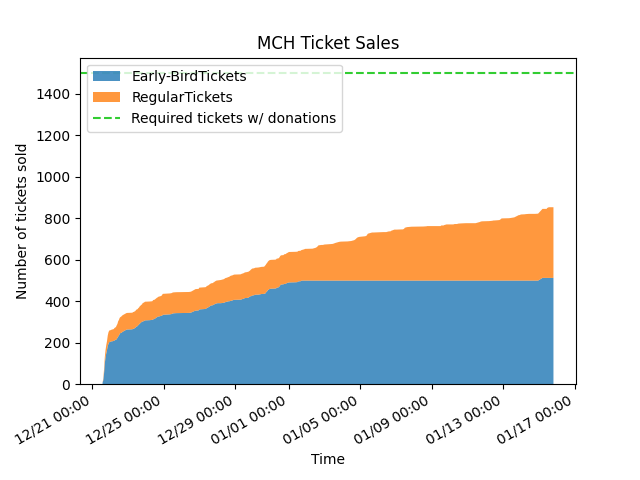 MCH Ticket Sales
Early-BirdTickets
RegularTickets
Required tickets w/ donations
Number of tickets sold
1400
1200
1000
800
600
400
200
0
12/21 00:00
12/25 00:00
12/29 00:00
01/01 00:00
01/05 00:00
01/09 00:00
01/13 00:00
01/17 00:00
Time